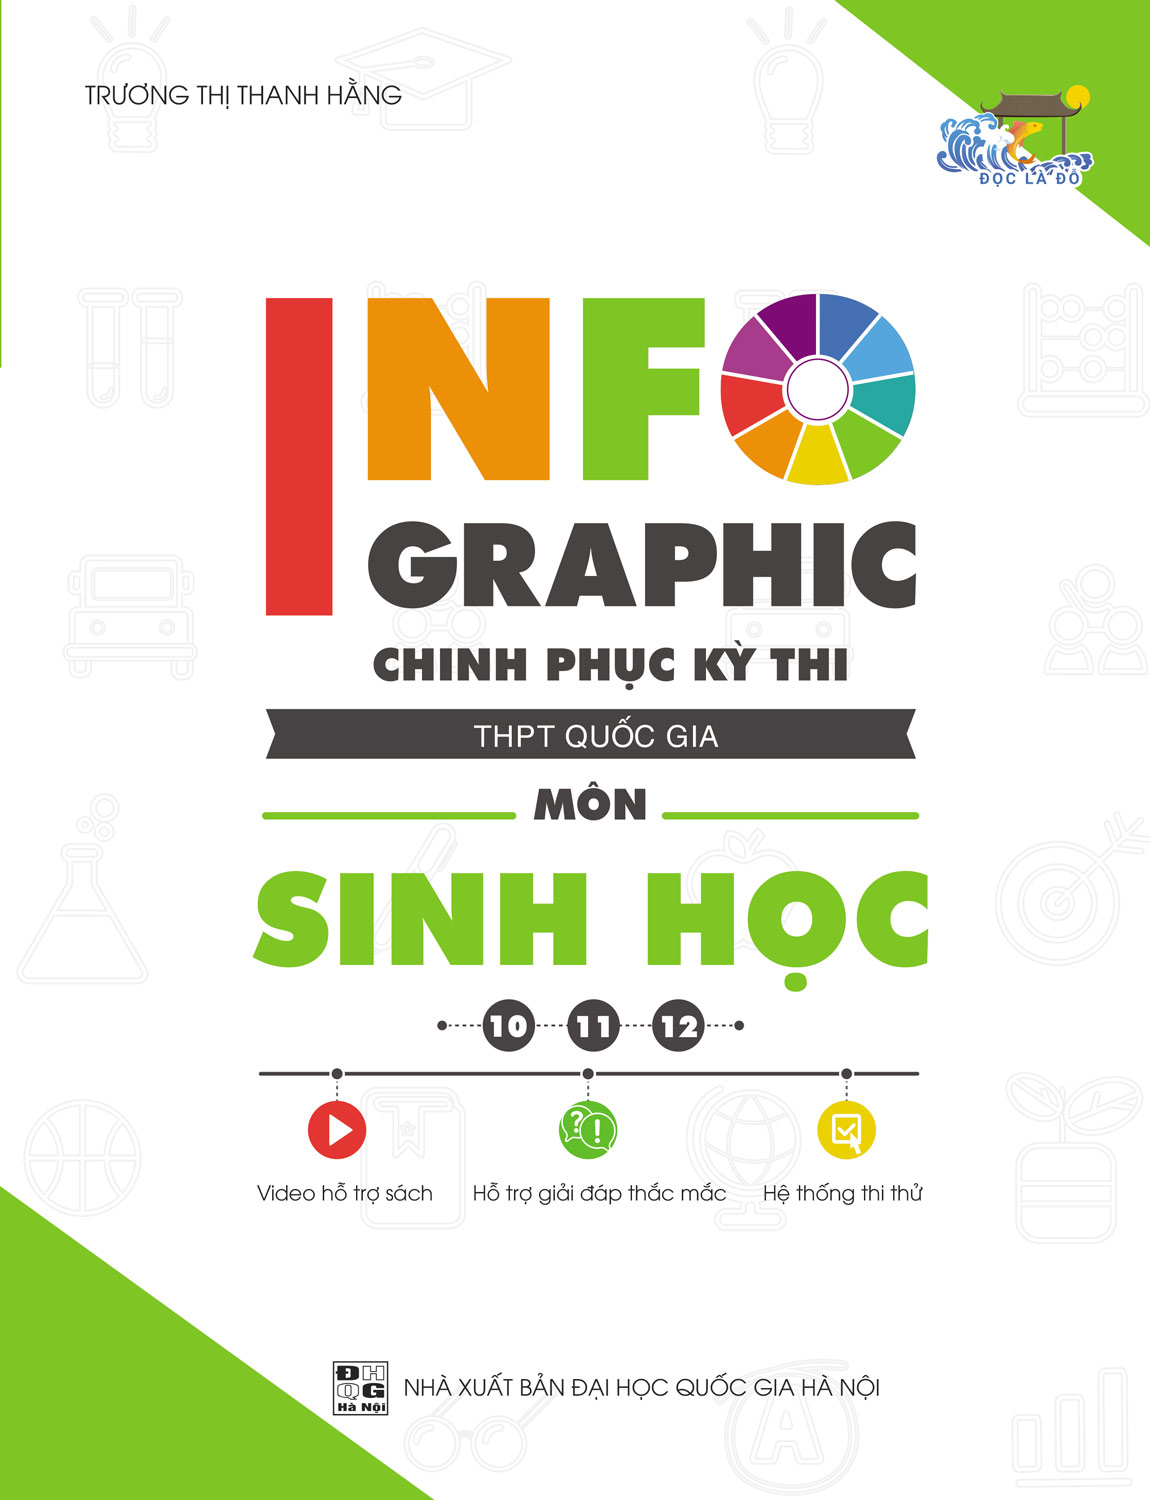 TRƯƠNG THỊ THANH HẰNG
ĐỌC LÀ ĐỖ
INFO
GRAPHIC
CHINH PHỤC KỲ THI
THPT QUỐC GIA
MÔN
SINH HỌC
10 11 12
Video hỗ trợ sách
Hỗ trợ giải đáp thắc mắc
Hệ thống thi thử
ĐH
QG
Hà Nội
NHÀ XUẤT BẢN ĐẠI HỌC QUỐC GIA HÀ NỘI
A